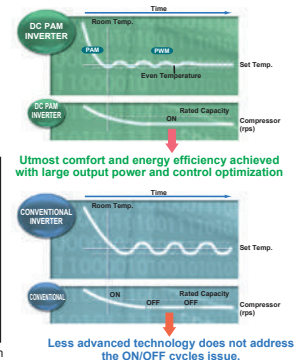 Time
DC PAM
INVERTER
Room Temp.
PAM
PWM
Even Temperature
Set Temp.
DC PAM
INVERTER
Rated Capacity
ON
Compressor
(rps)
Utmost comfort and energy efficiency achieved
with large output power and control optimization
Time
CONVENTIONAL
INVERTER
Room Temp.
Set Temp.
CONVENTIONAL
ON
Rated Capacity
OFF
OFF
Compressor
(rps)
Less advanced technology does not address
the ON/OFF cycles issue.